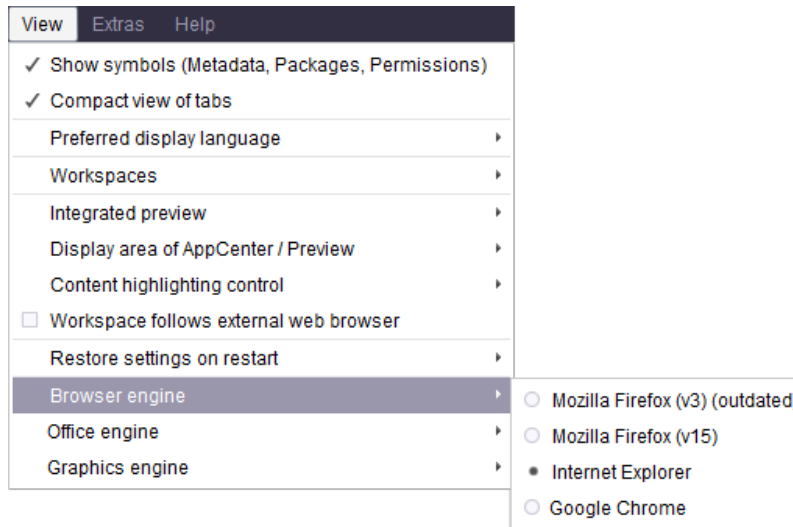 View Extras Help
Show symbols (Metadata, Packages, Permissions)
Compact view of tabs
Preferred display language
Workspaces
Integrated preview
Display area of AppCenter / Preview
Content highlighting control
Workspace follows external web browser
Restore settings on restart
Browser engine
Office engine
Graphics engine
Mozilla Firefox (v3) (outdated
Mozilla Firefox (v15)
Internet Explorer
Google Chrome